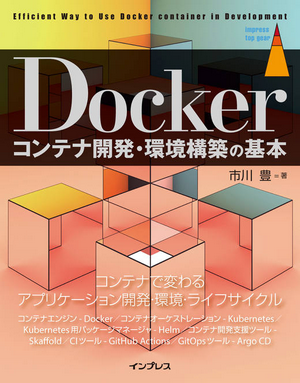 Efficient Way to Use Docker container in Development
impress
top gear
Docker
コンテナ開発・環境構築の基本
市川 豊=著
コンテナで変わる
アプリケーション開発・環境・ライフサイクル
コンテナエンジン - Docker／コンテナオーケストレーション - Kubernetes／
Kubernetes用パッケージマネージャ - Helm／コンテナ開発支援ツール -
Skaffold／CIツール - GitHub Actions／GitOpsツール - Argo CD
インプレス